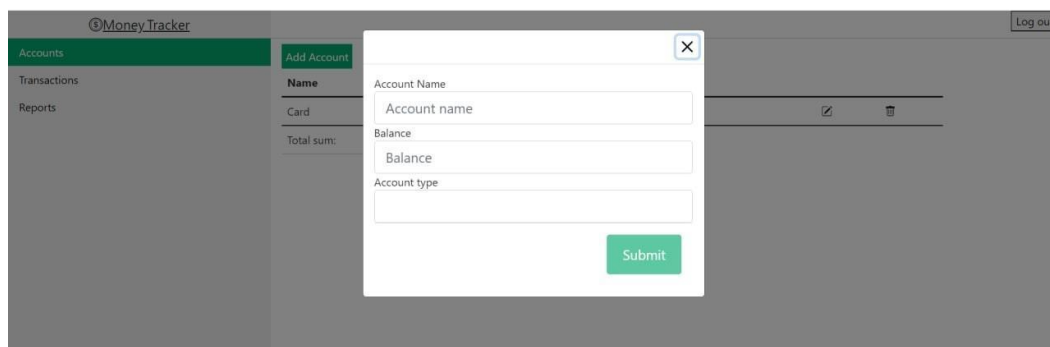 Money Tracker
Log ou
Accounts
Transactions
Reports
Add Account
Name
Card
Total sum:
Account Name
Account name
Balance
Balance
Account type
Submit